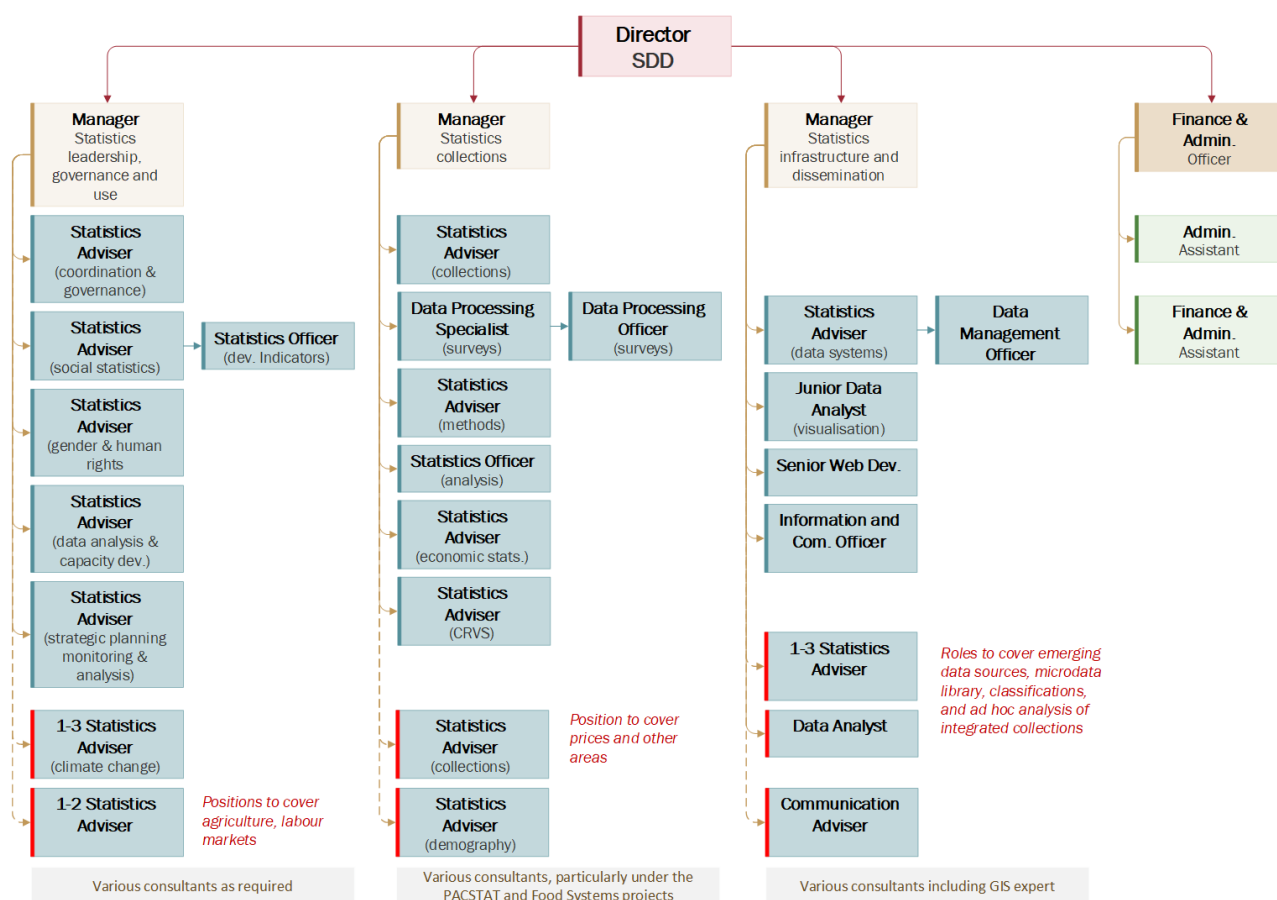 Director
SDD
Manager
Statistics
leadership,
governance and
use
Statistics
Adviser
(coordination &
governance)
Statistics
Adviser
(social statistics)
Statistics Officer
(dev. Indicators)
Statistics
Adviser
(gender & human
rights
Statistics
Adviser
(data analysis &
capacity dev.)
Statistics
Adviser
(strategic planning
monitoring &
analysis)
1-3 Statistics
Adviser
(climate change)
1-2 Statistics
Adviser
Positions to cover
agriculture, labour
markets
Various consultants as required
Manager
Statistics
collections
Statistics
Adviser
(collections)
Data Processing
Specialist
(surveys)
Data Processing
Officer
(surveys)
Statistics
Adviser
(methods)
Statistics Officer
(analysis)
Statistics
Adviser
(economic stats.)
Statistics
Adviser
(CRVS)
Statistics
Adviser
(collections)
Position to cover
prices and other
areas
Statistics
Adviser
(demography)
Various consultants, particularly under the
PACSTAT and Food Systems projects
Manager
Statistics
infrastructure and
dissemination
Statistics
Adviser
(data systems)
Data
Management
Officer
Junior Data
Analyst
(visualisation)
Senior Web Dev.
Information and
Com. Officer
1-3 Statistics
Adviser
Roles to cover emerging
data sources, microdata
library, classifications,
and ad hoc analysis of
integrated collections
Data Analyst
Communication
Adviser
Various consultants including GIS expert
Finance &
Admin.
Officer
Admin.
Assistant
Finance &
Admin.
Assistant